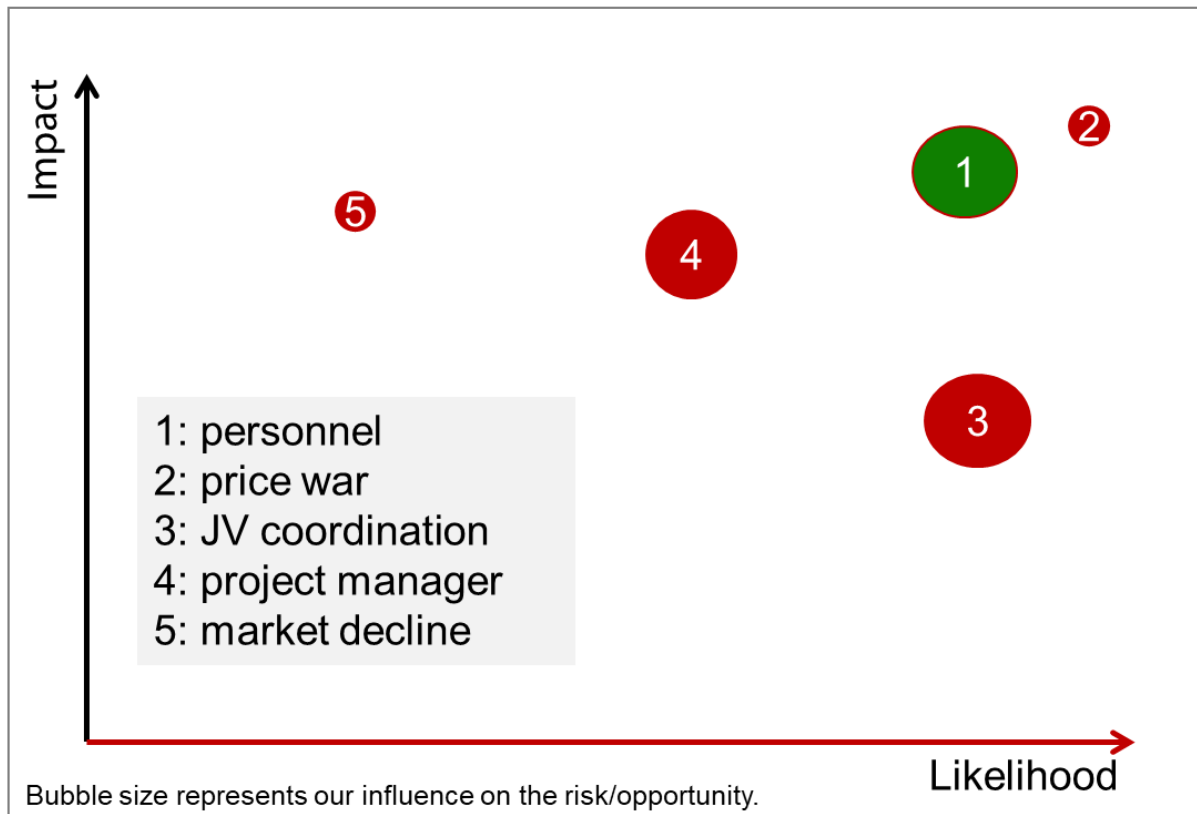 Impact
2
1
5
4
3
1: personnel
2: price war
3: JV coordination
4: project manager
5: market decline
Likelihood
Bubble size represents our influence on the risk/opportunity.